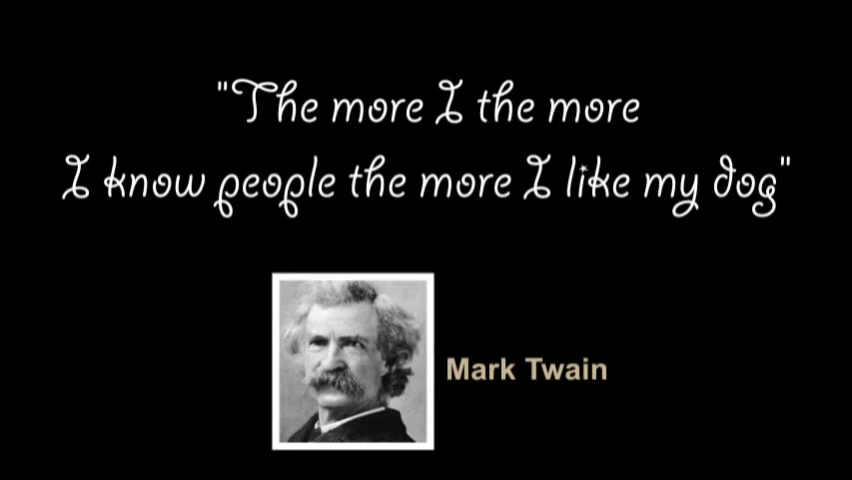 "The more I the more
I know people the more I like my dog"
Mark Twain